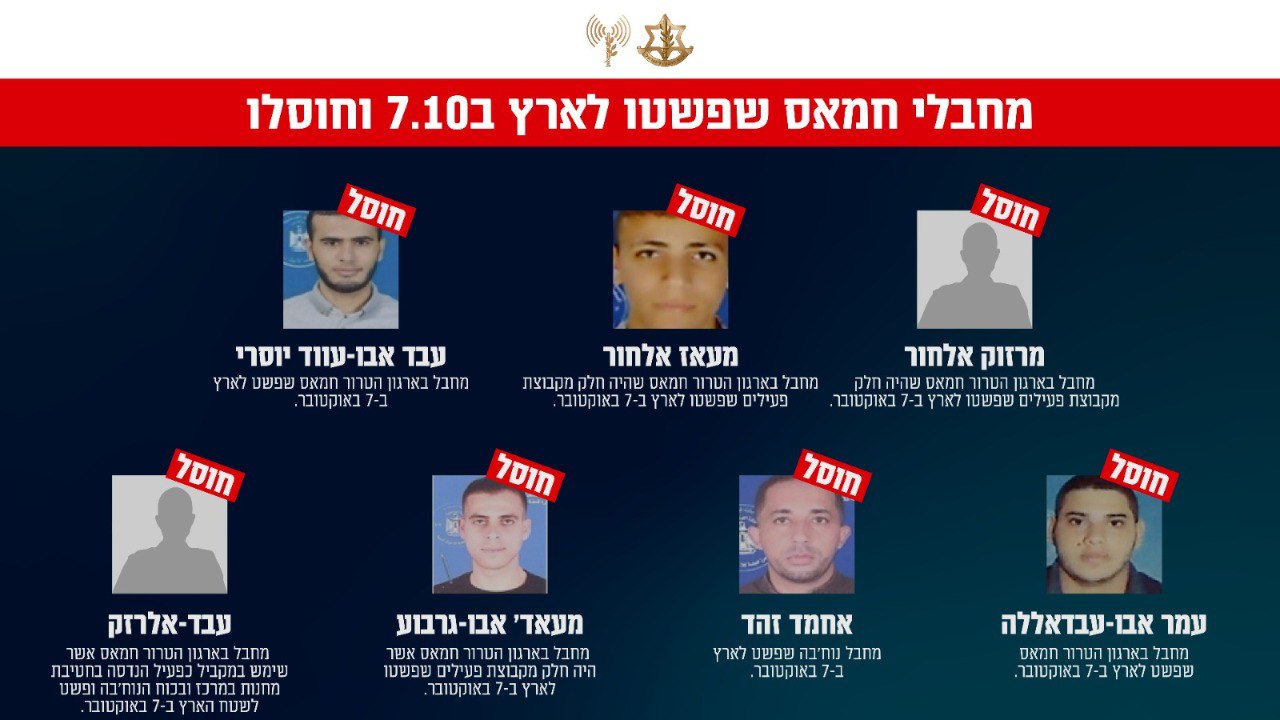 מחבלי חמאס שפשטו לארץ ב7.10 וחוסלו
חוסל
מרזוק אלחור
מחבל בארגון הטרור חמאס שהיה חלק
מקבוצת פעילים שפשטו לארץ ב-7 באוקטובר.
חוסל
מעאז אלחור
מחבל בארגון הטרור חמאס שהיה חלק מקבוצת
פעילים שפשטו לארץ ב-7 באוקטובר.
חוסל
עבד אבו-עווד יוסרי
מחבל בארגון הטרור חמאס שפשט לארץ
ב-7 באוקטובר.
חוסל
עמר אבו-עבדאללה
מחבל בארגון הטרור חמאס
שפשט לארץ ב-7 באוקטובר.
חוסל
אחמד זהד
מחבל נוח'בה שפשט לארץ
ב-7 באוקטובר.
חוסל
מעאד' אבו-גרבוע
מחבל בארגון הטרור חמאס אשר
היה חלק מקבוצת פעילים שפשטו
לארץ ב-7 באוקטובר.
חוסל
עבד-אלרזק
מחבל בארגון הטרור חמאס אשר
שימש במקביל כפעיל הנדסה בחטיבת
מחנות במרכז ובכוח הנוח'בה ופשט
לשטח הארץ ב-7 באוקטובר.